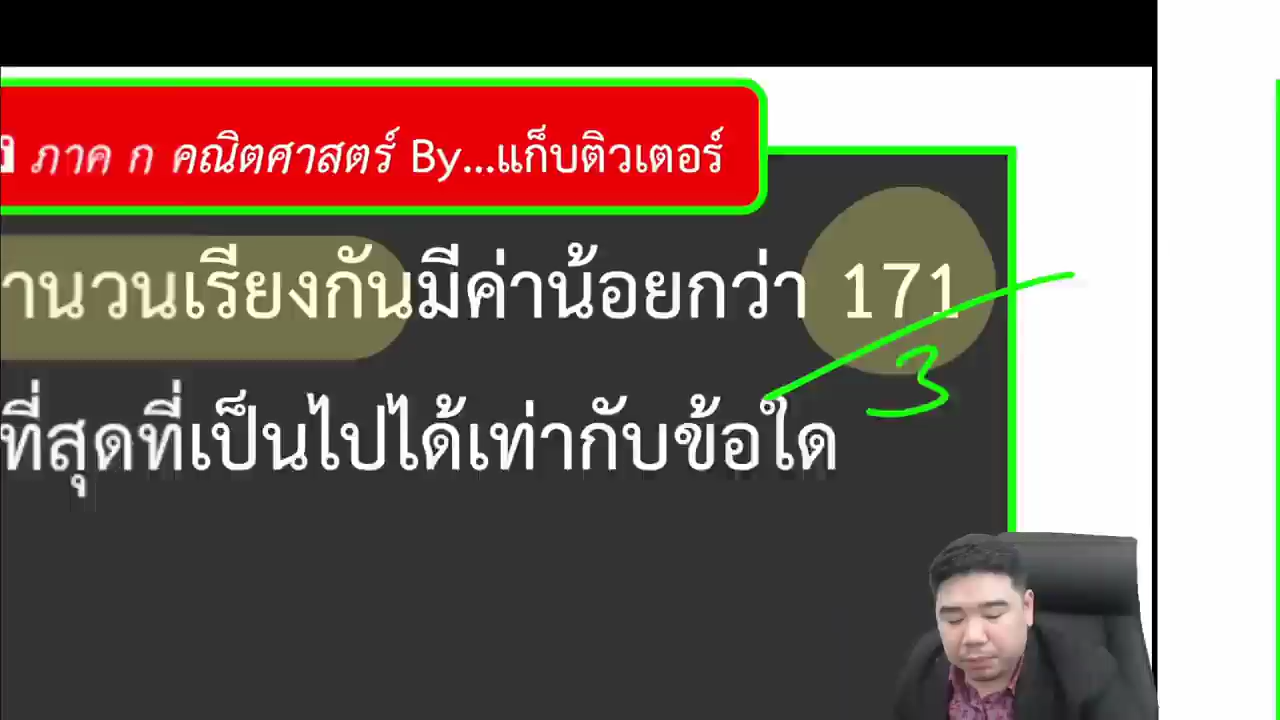 ภาค ก คณิตศาสตร์ By...แก็บติวเตอร์
านวนเรียงกันมีค่าน้อยกว่า 171
3
ที่สุดที่เป็นไปได้เท่ากับข้อใด